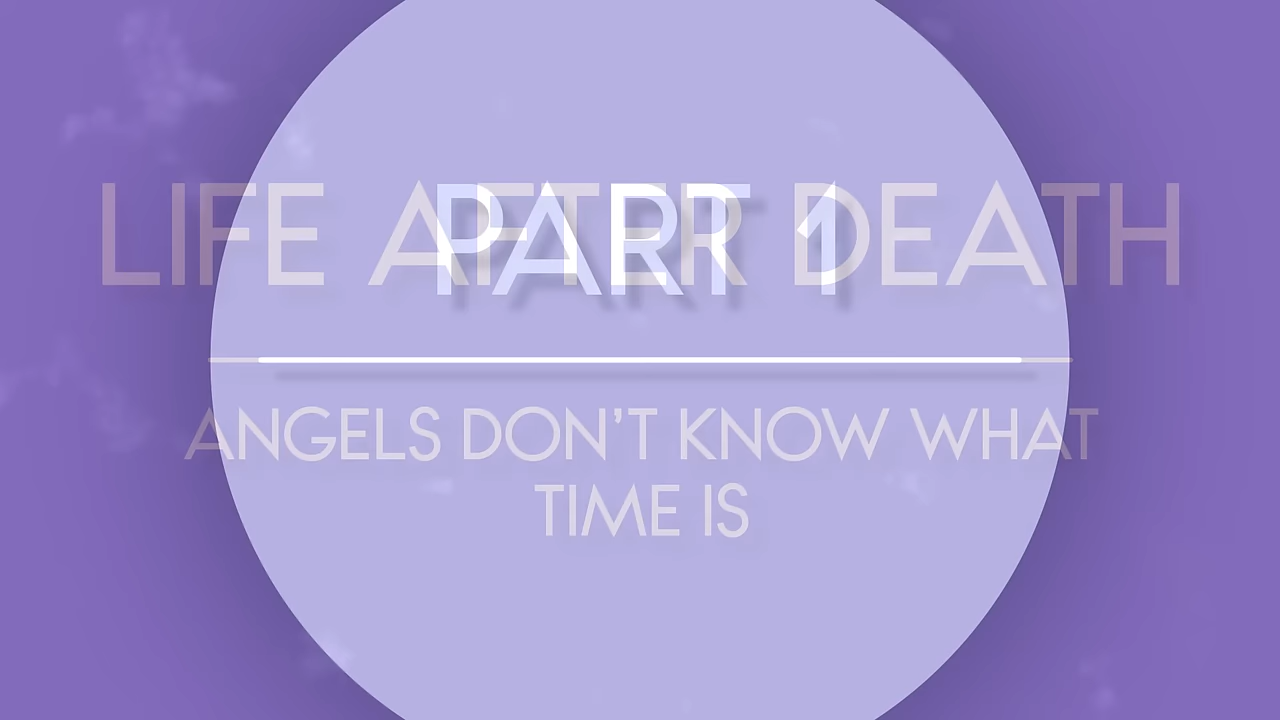 LIFE AFTER DEATH
PART 1
ANGELS DON’T KNOW WHAT
TIME IS